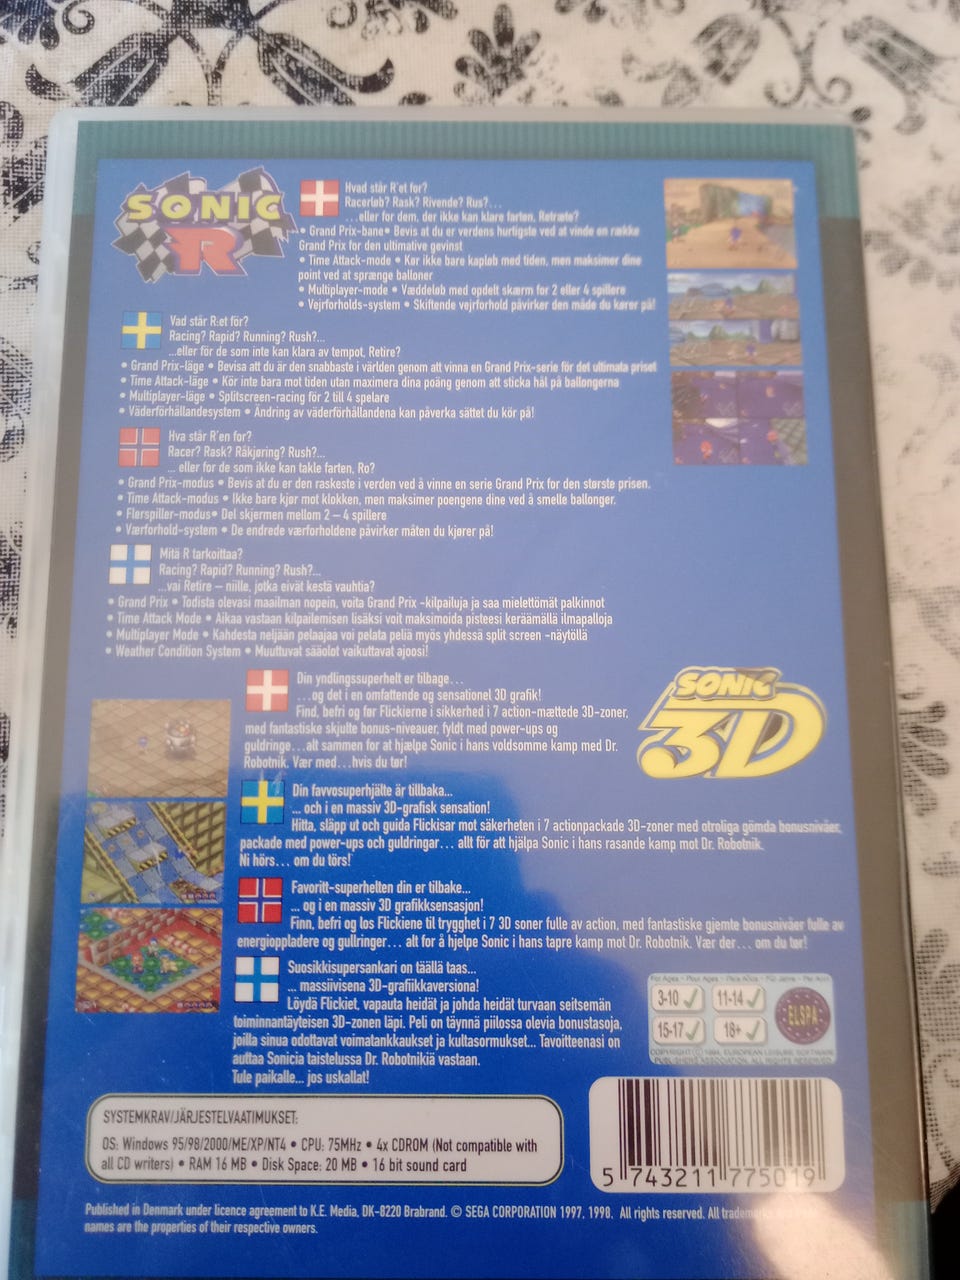 SONIC R
Hvad står R'et for?
Racerløb? Rask? Rivende? Rus?...
...eller for dem, der ikke kan klare farten, Retræte?
• Grand Prix-bane• Bevis at du er verdens hurtigste ved at vinde en række
Grand Prix for den ultimative gevinst
• Time Attack-mode • Kør ikke bare kapløb med tiden, men maksimer dine
point ved at sprænge balloner
• Multiplayer-mode • Væddeløb med opdelt skærm for 2 eller 4 spillere
• Vejrforholds-system • Skiftende vejrforhold påvirker den måde du kører på!
Vad står R:et för?
Racing? Rapid? Running? Rush?...
...eller för de som inte kan klara av tempot, Retire?
• Grand Prix-läge • Bevisa att du är den snabbaste i världen genom att vinna en Grand Prix-serie för det ultimata priset
• Time Attack-läge • Kör inte bara mot tiden utan maximera dina poäng genom att sticka hål på ballongerna
• Multiplayer-läge • Splitscreen-racing för 2 till 4 spelare
• Väderförhållandesystem • Ändring av väderförhållandena kan påverka sättet du kör på!
Hva står R'en for?
Racer? Rask? Råkjøring? Rush?...
... eller for de som ikke kan takle farten, Ro?
• Grand Prix-modus • Bevis at du er den raskeste i verden ved å vinne en serie Grand Prix for den største prisen.
• Time Attack-modus • Ikke bare kjør mot klokken, men maksimer poengene dine ved å smelle ballonger.
• Flerspiller-modus• Del skjermen mellom 2 – 4 spillere
• Værforhold-system • De endrede værforholdene påvirker måten du kjører på!
Mitä R tarkoittaa?
Racing? Rapid? Running? Rush?...
...vai Retire – niille, jotka eivät kestä vauhtia?
• Grand Prix • Todista olevasi maailman nopein, voita Grand Prix -kilpailuja ja saa mielettömät palkinnot
• Time Attack Mode • Aikaa vastaan kilpailemisen lisäksi voit maksimoida pisteesi keräämällä ilmapalloja
• Multiplayer Mode • Kahdesta neljään pelaajaa voi pelata peliä myös yhdessä split screen -näytöllä
• Weather Condition System • Muuttuvat sääolot vaikuttavat ajoosi!
SONIC 3D
Din yndlingssuperhelt er tilbage...
...og det i en omfattende og sensationel 3D grafik!
Find, befri og før Flickierne i sikkerhed i 7 action-mættede 3D-zoner,
med fantastiske skjulte bonus-niveauer, fyldt med power-ups og
guldringe...alt sammen for at hjælpe Sonic i hans voldsomme kamp med Dr.
Robotnik. Vær med...hvis du tør!
Din favvosuperhjälte är tillbaka...
... och i en massiv 3D-grafisk sensation!
Hitta, släpp ut och guida Flickisar mot säkerheten i 7 actionpackade 3D-zoner med otroliga gömda bonusnivåer,
packade med power-ups och guldringar... allt för att hjälpa Sonic i hans rasande kamp mot Dr. Robotnik.
Ni hörs... om du törs!
Favoritt-superhelten din er tilbake...
... og i en massiv 3D grafikksensasjon!
Finn, befri og los Flickiene til trygghet i 7 3D soner fulle av action, med fantastiske gjemte bonusnivåer fulle av
energioppladere og gullringer... alt for å hjelpe Sonic i hans tapre kamp mot Dr. Robotnik. Vær der... om du tør!
Suosikkisupersankari on täällä taas...
... massiivisena 3D-grafiikkaversiona!
Löydä Flickiet, vapauta heidät ja johda heidät turvaan seitsemän
toiminnantäyteisen 3D-zonen läpi. Peli on täynnä piilossa olevia bonustasoja,
joilla sinua odottavat voimatankkaukset ja kultasormukset... Tavoitteenasi on
auttaa Sonicia taistelussa Dr. Robotnikiä vastaan.
Tule paikalle... jos uskallat!
3-10 11-14
15-17 18+
ELSPA
COPYRIGHT © 1994, EUROPEAN LEISURE SOFTWARE
PUBLISHERS ASSOCIATION, ALL RIGHTS RESERVED
SYSTEMKRAV/JÄRJESTELVAATIMUKSET:
OS: Windows 95/98/2000/ME/XP/NT4 • CPU: 75MHz • 4x CDROM (Not compatible with
all CD writers) • RAM 16 MB • Disk Space: 20 MB • 16 bit sound card
5 743211 775019
Published in Denmark under licence agreement to K.E. Media, DK-8220 Brabrand. © SEGA CORPORATION 1997, 1998. All rights reserved. All
names are the properties of their respective owners.